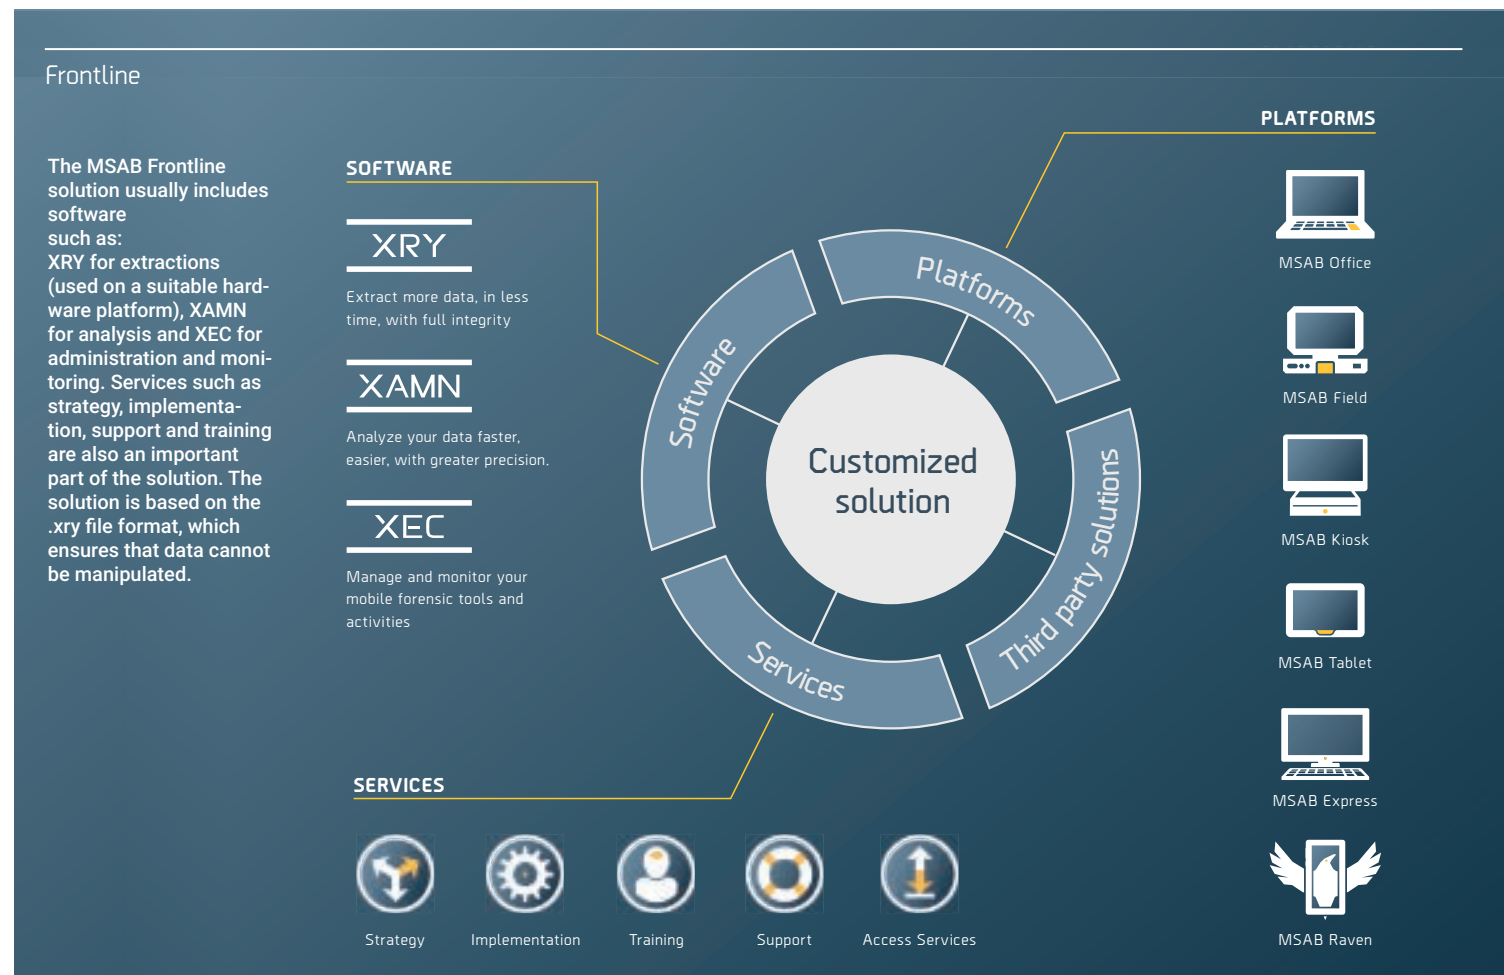 Frontline
The MSAB Frontline
solution usually includes
software
such as:
XRY for extractions
(used on a suitable hard-
ware platform), XAMN
for analysis and XEC for
administration and moni-
toring. Services such as
strategy, implementa-
tion, support and training
are also an important
part of the solution. The
solution is based on the
.xry file format, which
ensures that data cannot
be manipulated.
SOFTWARE
XRY
Extract more data, in less
time, with full integrity
XAMN
Analyze your data faster,
easier, with greater precision.
XEC
Manage and monitor your
mobile forensic tools and
activities
Platforms
Software
Customized
solution
Third party solutions
Services
PLATFORMS
MSAB Office
MSAB Field
MSAB Kiosk
MSAB Tablet
MSAB Express
MSAB Raven
SERVICES
Strategy
Implementation
Training
Support
Access Services